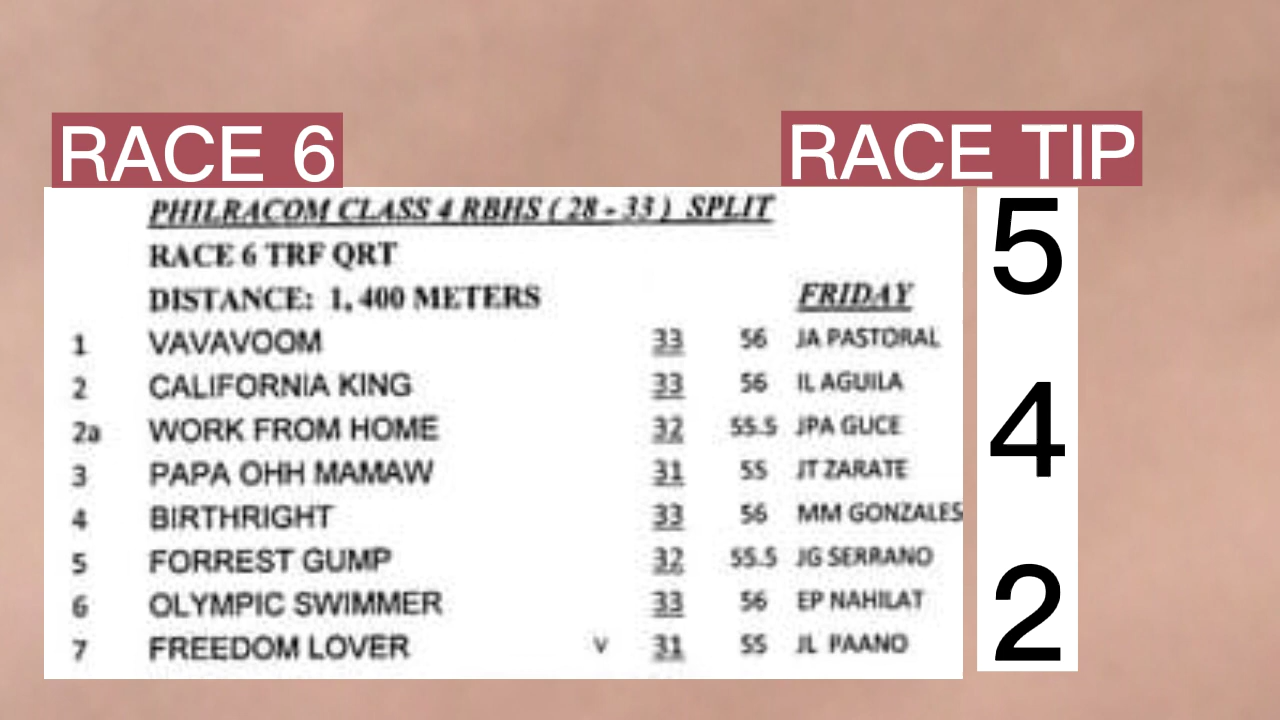 RACE 6
RACE TIP
PHILRACOM CLASS 4 RBHS ( 28 - 33 ) SPLIT
RACE 6 TRF QRT
DISTANCE: 1, 400 METERS
FRIDAY
1 VAVAVOOM 33 56 JA PASTORAL
2 CALIFORNIA KING 33 56 IL AGUILA
2a WORK FROM HOME 32 55.5 JPA GUCE
3 PAPA OHH MAMAW 31 55 JT ZARATE
4 BIRTHRIGHT 33 56 MM GONZALES
5 FORREST GUMP 32 55.5 JG SERRANO
6 OLYMPIC SWIMMER 33 56 EP NAHILAT
7 FREEDOM LOVER v 31 55 JL PAANO
5
4
2